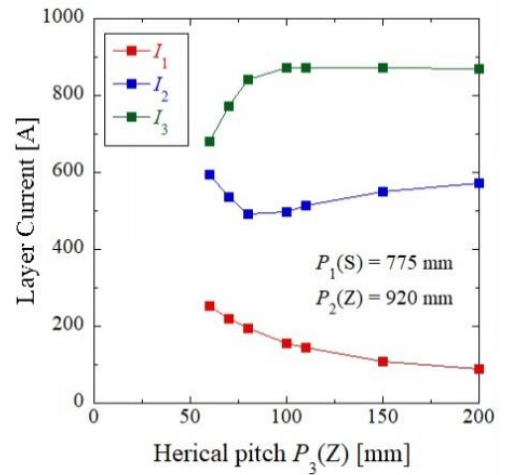 1000
800
600
400
200
0
Layer Current [A]
I₁
I₂
I₃
P₁(S) = 775 mm
P₂(Z) = 920 mm
0 50 100 150 200
Herical pitch P₃(Z) [mm]